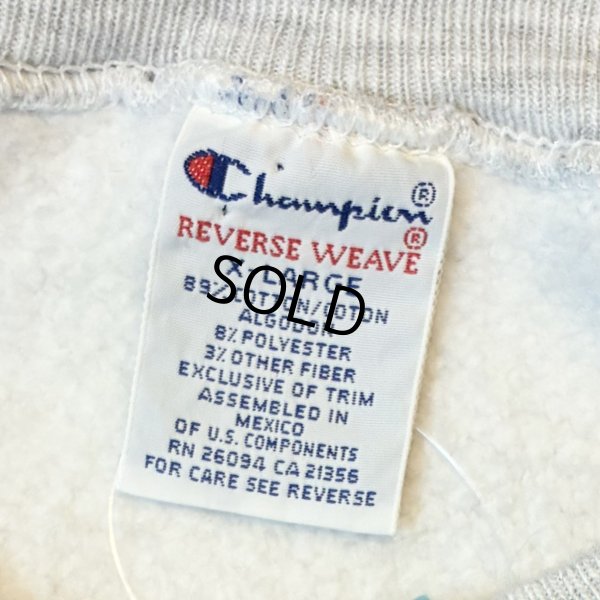 Champion®
REVERSE WEAVE®
X-LARGE
SOLD
89% COTTON/COTON
ALGODON
8% POLYESTER
3% OTHER FIBER
EXCLUSIVE OF TRIM
ASSEMBLED IN
MEXICO
OF U.S. COMPONENTS
RN 26094 CA 21356
FOR CARE SEE REVERSE